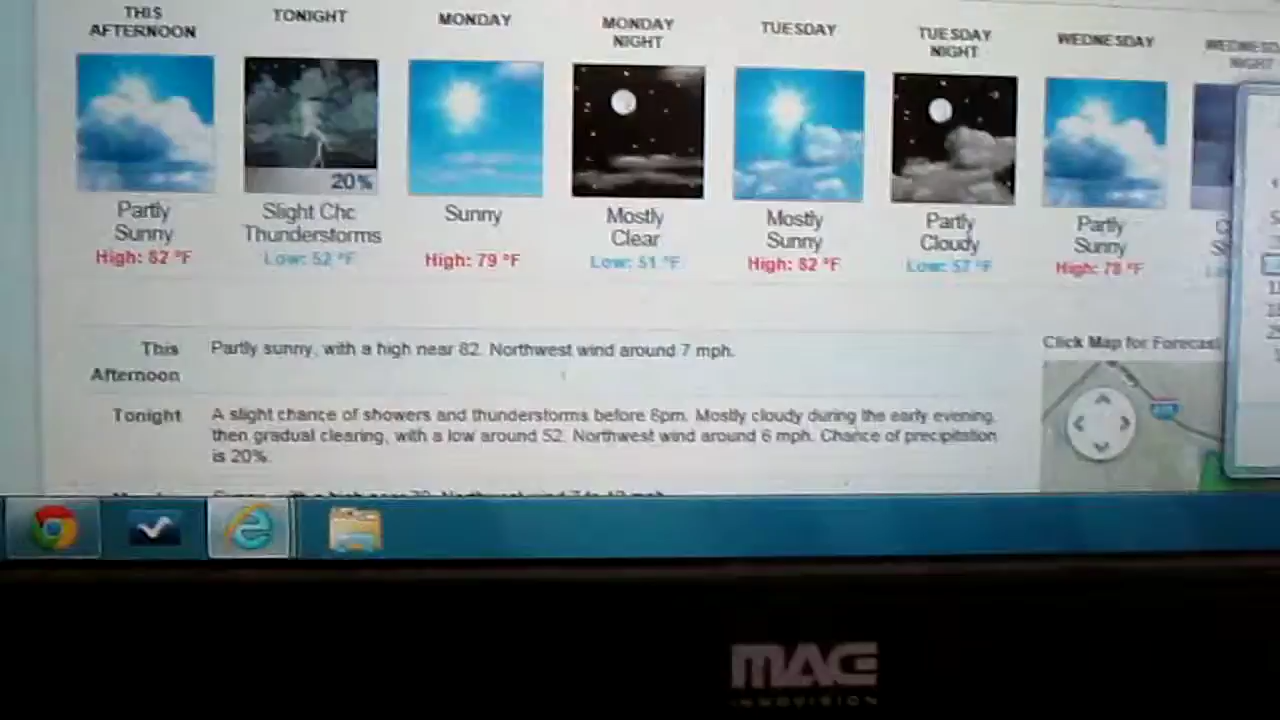 THIS
AFTERNOON
TONIGHT
MONDAY
MONDAY
NIGHT
TUESDAY
TUESDAY
NIGHT
WEDNESDAY
WEDNESD
NIGHT
20%
Partly
Sunny
High: 82 °F
Slight Chc
Thunderstorms
Low: 52 °F
Sunny
High: 79 °F
Mostly
Clear
Low: 51 °F
Mostly
Sunny
High: 82 °F
Partly
Cloudy
Low: 57 °F
Partly
Sunny
High: 78 °F
This
Afternoon
Partly sunny, with a high near 82. Northwest wind around 7 mph.
Tonight
A slight chance of showers and thunderstorms before 8pm. Mostly cloudy during the early evening,
then gradual clearing, with a low around 52. Northwest wind around 6 mph. Chance of precipitation
is 20%.
Click Map for Forecast
MAG
INNOVISION